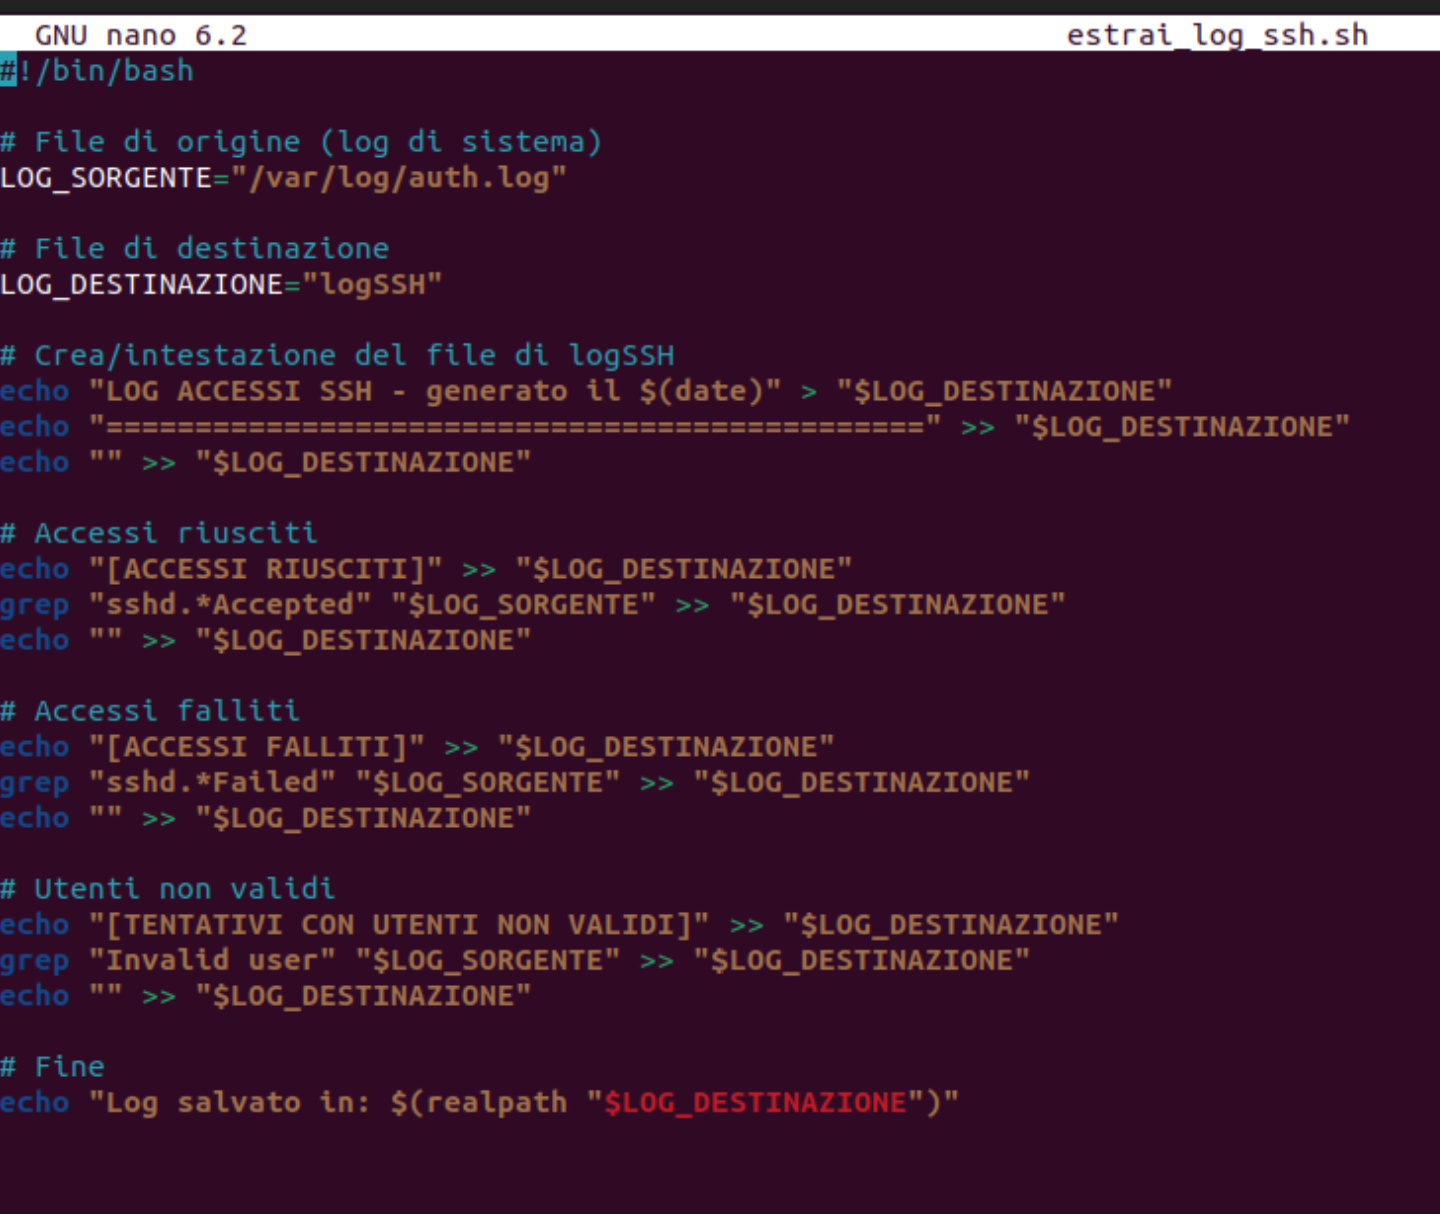 GNU nano 6.2 estrai_log_ssh.sh
#!/bin/bash
# File di origine (log di sistema)
LOG_SORGENTE="/var/log/auth.log"
# File di destinazione
LOG_DESTINAZIONE="logSSH"
# Crea/intestazione del file di logSSH
echo "LOG ACCESSI SSH - generato il $(date)" > "$LOG_DESTINAZIONE"
echo "==============================================" >> "$LOG_DESTINAZIONE"
echo "" >> "$LOG_DESTINAZIONE"
# Accessi riusciti
echo "[ACCESSI RIUSCITI]" >> "$LOG_DESTINAZIONE"
grep "sshd.*Accepted" "$LOG_SORGENTE" >> "$LOG_DESTINAZIONE"
echo "" >> "$LOG_DESTINAZIONE"
# Accessi falliti
echo "[ACCESSI FALLITI]" >> "$LOG_DESTINAZIONE"
grep "sshd.*Failed" "$LOG_SORGENTE" >> "$LOG_DESTINAZIONE"
echo "" >> "$LOG_DESTINAZIONE"
# Utenti non validi
echo "[TENTATIVI CON UTENTI NON VALIDI]" >> "$LOG_DESTINAZIONE"
grep "Invalid user" "$LOG_SORGENTE" >> "$LOG_DESTINAZIONE"
echo "" >> "$LOG_DESTINAZIONE"
# Fine
echo "Log salvato in: $(realpath "$LOG_DESTINAZIONE")"